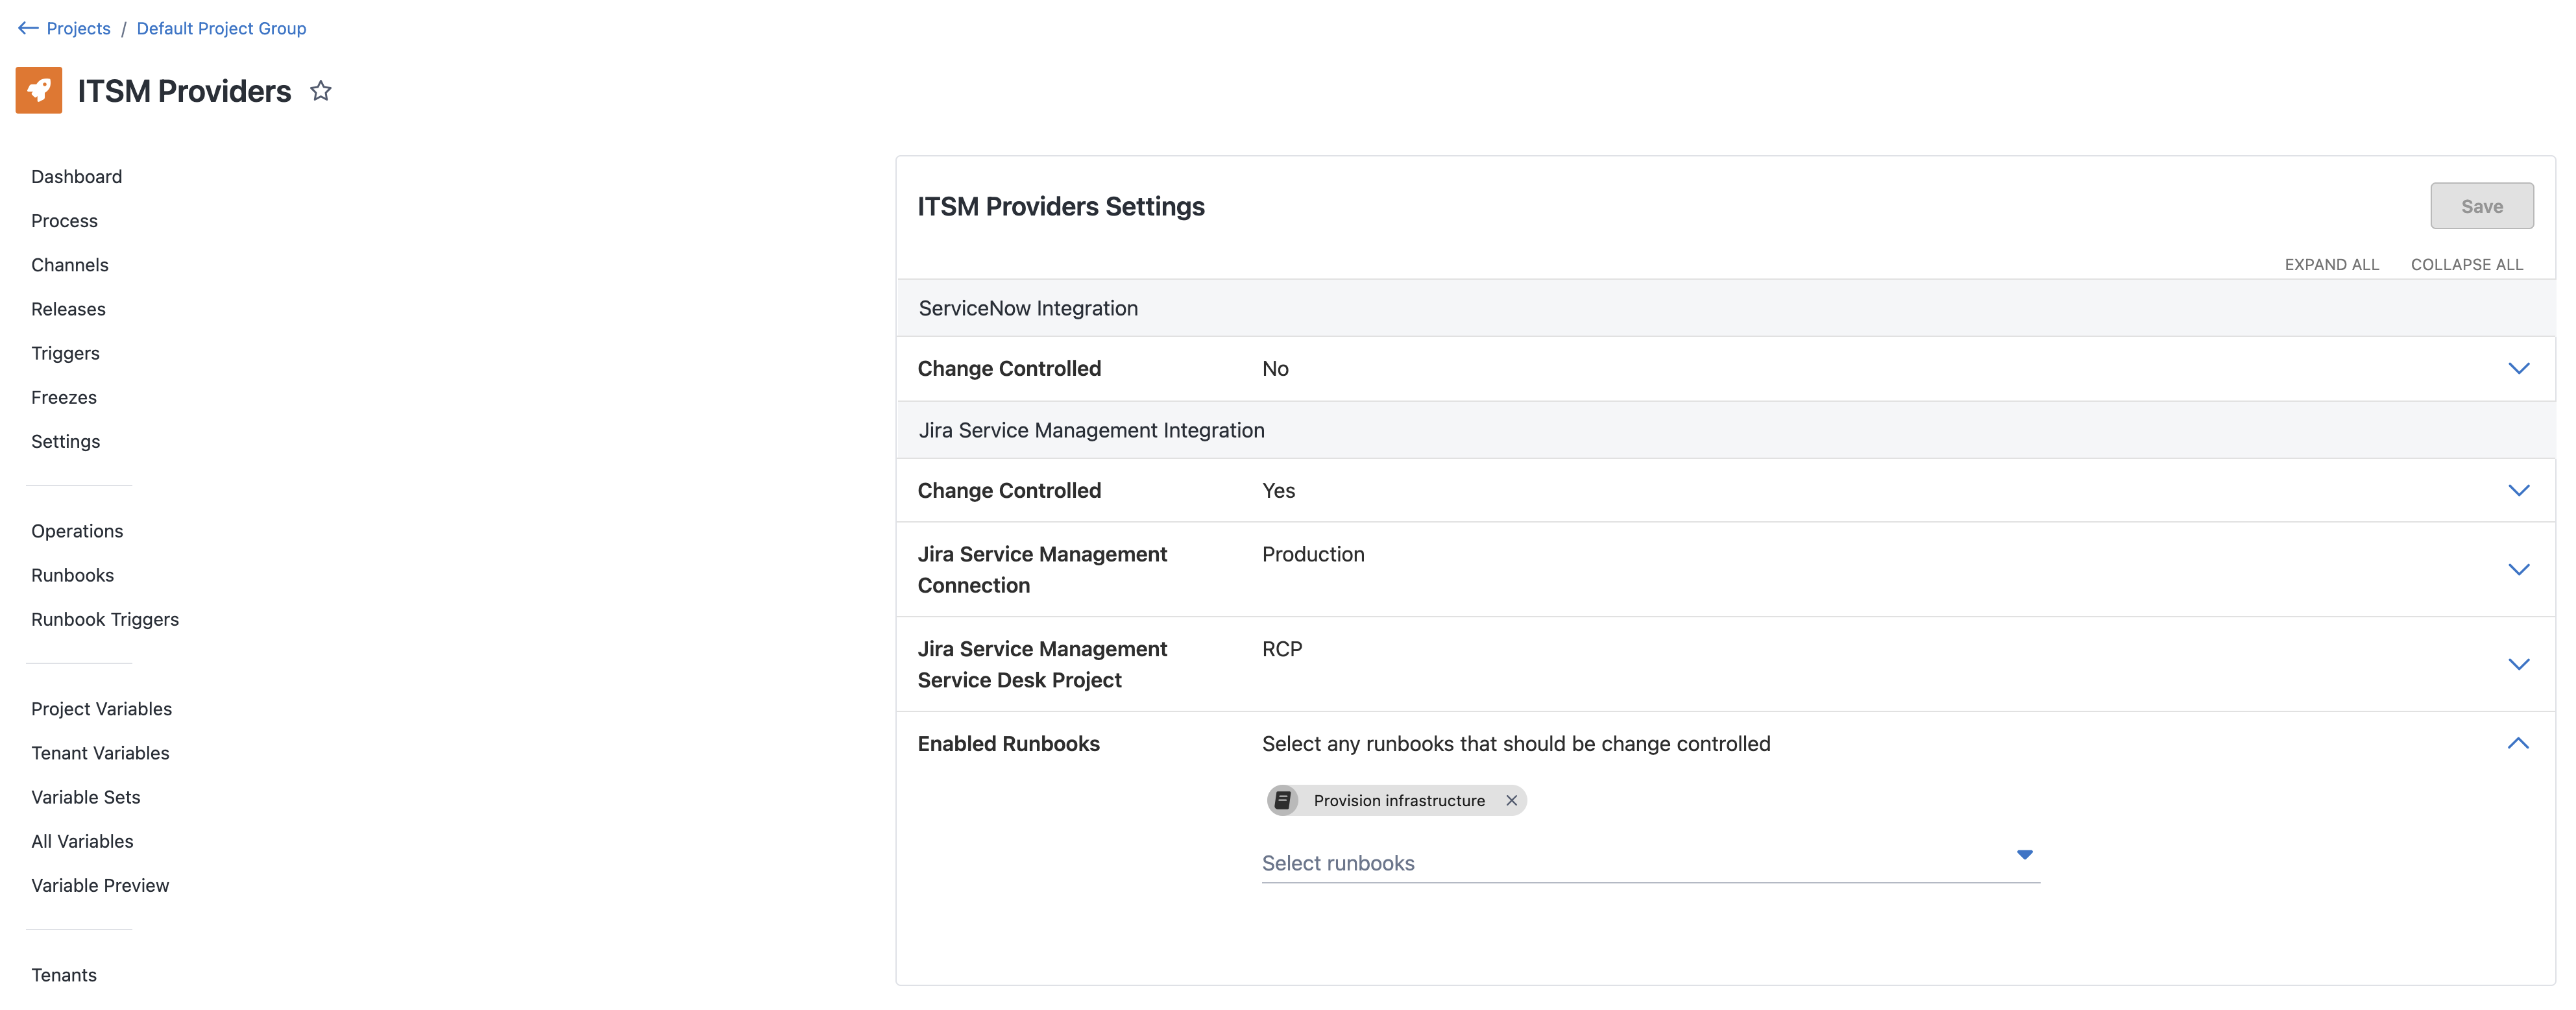 Projects / Default Project Group
ITSM Providers
Dashboard
Process
Channels
Releases
Triggers
Freezes
Settings
Operations
Runbooks
Runbook Triggers
Project Variables
Tenant Variables
Variable Sets
All Variables
Variable Preview
Tenants
ITSM Providers Settings
Save
EXPAND ALL COLLAPSE ALL
ServiceNow Integration
Change Controlled No
Jira Service Management Integration
Change Controlled Yes
Jira Service Management Production
Connection
Jira Service Management RCP
Service Desk Project
Enabled Runbooks Select any runbooks that should be change controlled
Provision infrastructure
Select runbooks